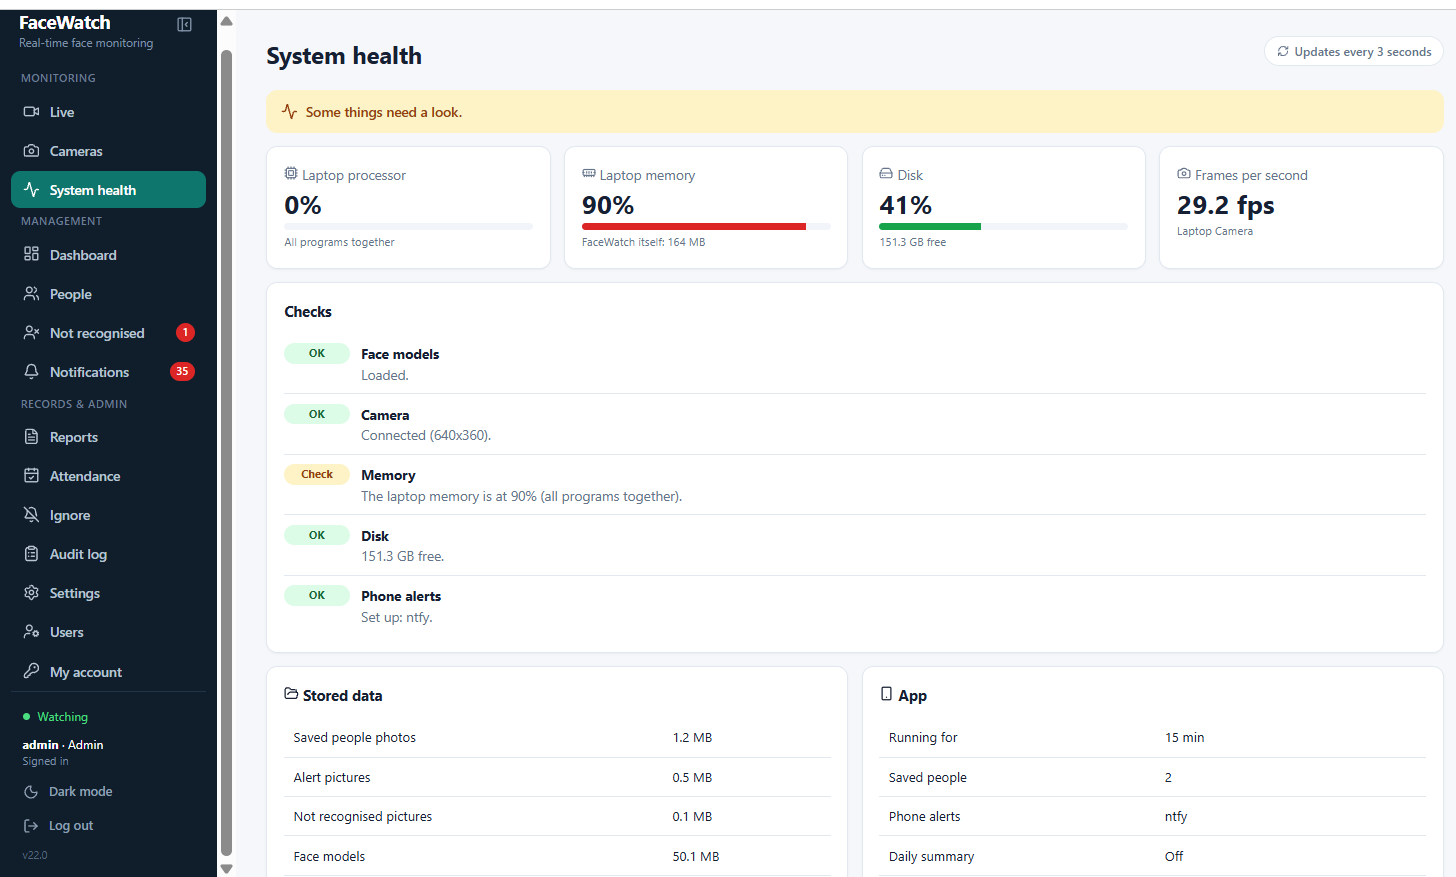 FaceWatch
Real-time face monitoring
MONITORING
Live
Cameras
System health
MANAGEMENT
Dashboard
People
Not recognised 1
Notifications 35
RECORDS & ADMIN
Reports
Attendance
Ignore
Audit log
Settings
Users
My account
Watching
admin · Admin
Signed in
Dark mode
Log out
v22.0
System health
Updates every 3 seconds
Some things need a look.
Laptop processor
0%
All programs together
Laptop memory
90%
FaceWatch itself: 164 MB
Disk
41%
151.3 GB free
Frames per second
29.2 fps
Laptop Camera
Checks
OK Face models
Loaded.
OK Camera
Connected (640x360).
Check Memory
The laptop memory is at 90% (all programs together).
OK Disk
151.3 GB free.
OK Phone alerts
Set up: ntfy.
Stored data
Saved people photos 1.2 MB
Alert pictures 0.5 MB
Not recognised pictures 0.1 MB
Face models 50.1 MB
App
Running for 15 min
Saved people 2
Phone alerts ntfy
Daily summary Off